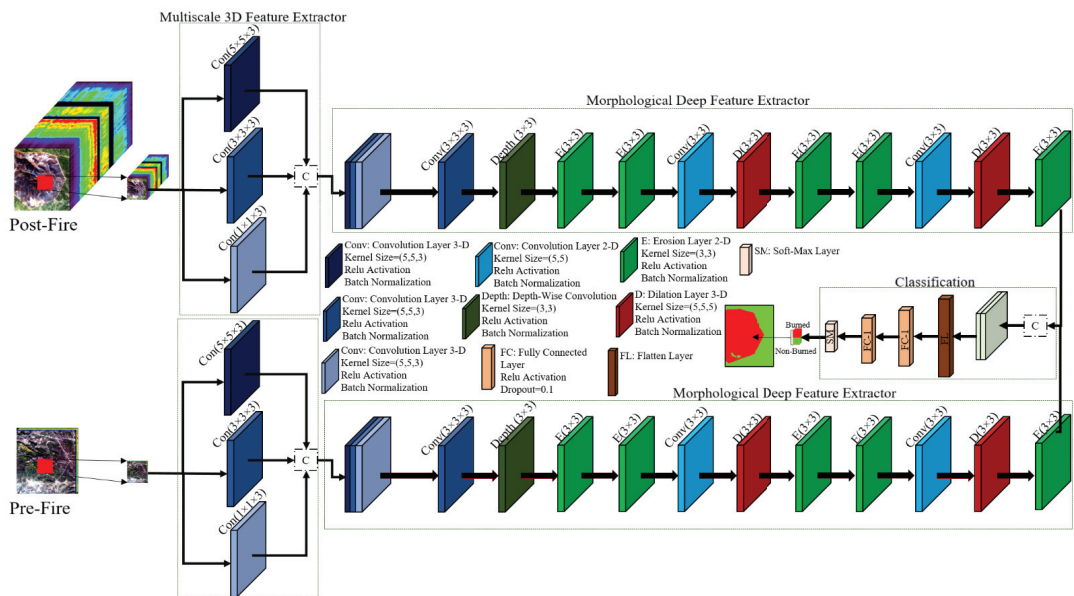 Multiscale 3D Feature Extractor
Con(5×5×3)
Con(3×3×3)
Con(1×1×3)
C
Post-Fire
Morphological Deep Feature Extractor
Conv(3×3×3)
Depth (3×3)
E(3×3)
E(3×3)
Conv(3×3)
D(3×3)
E(3×3)
E(3×3)
Conv(3×3)
D(3×3)
E(3×3)
Conv: Convolution Layer 3-D
Kernel Size=(5,5,3)
Relu Activation
Batch Normalization
Conv: Convolution Layer 2-D
Kernel Size=(5,5)
Relu Activation
Batch Normalization
E: Erosion Layer 2-D
Kernel Size=(3,3)
Relu Activation
Batch Normalization
SM: Soft-Max Layer
Conv: Convolution Layer 3-D
Kernel Size=(5,5,3)
Relu Activation
Batch Normalization
Depth: Depth-Wise Convolution
Kernel Size=(3,3)
Relu Activation
Batch Normalization
D: Dilation Layer 3-D
Kernel Size=(5,5,5)
Relu Activation
Batch Normalization
Conv: Convolution Layer 3-D
Kernel Size=(5,5,3)
Relu Activation
Batch Normalization
FC: Fully Connected
Layer
Relu Activation
Dropout=0.1
FL: Flatten Layer
Classification
C
FL
FC-1
FC-1
SM
Burned
Non-Burned
Con(5×5×3)
Con(3×3×3)
Con(1×1×3)
C
Pre-Fire
Morphological Deep Feature Extractor
Conv(3×3×3)
Depth (3×3)
E(3×3)
E(3×3)
Conv(3×3)
D(3×3)
E(3×3)
E(3×3)
Conv(3×3)
D(3×3)
E(3×3)